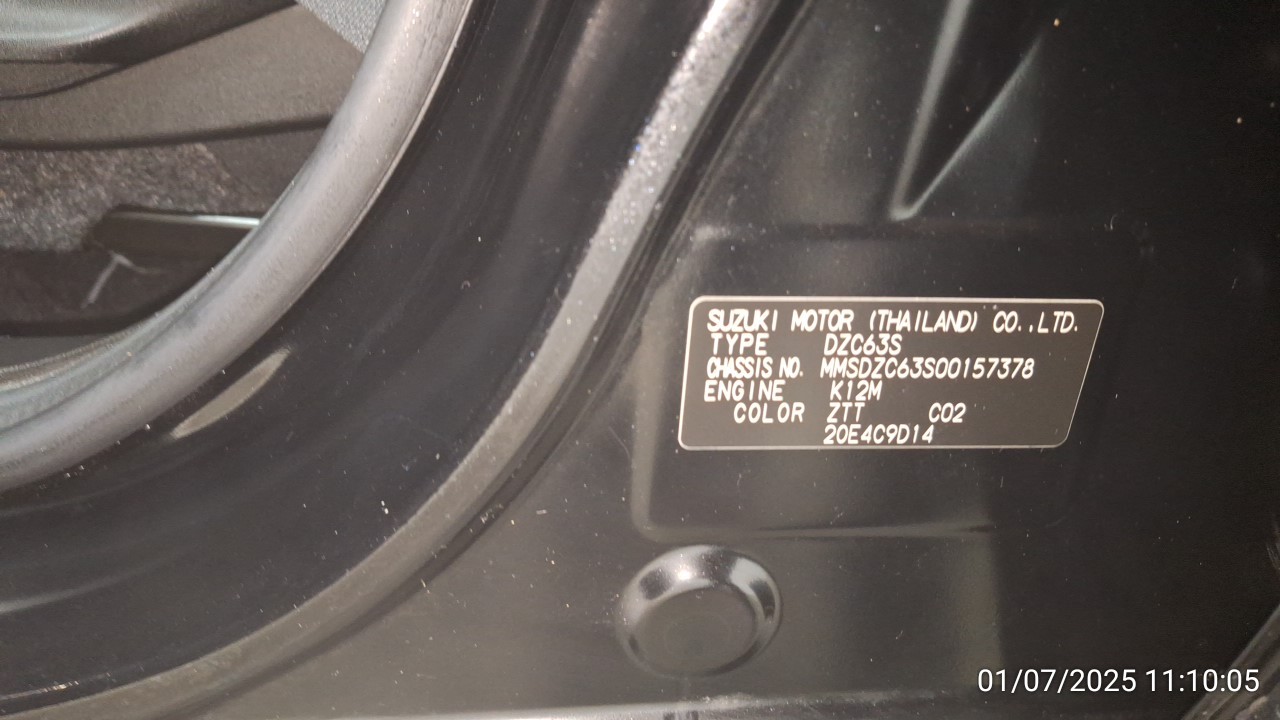 SUZUKI MOTOR (THAILAND) CO.,LTD.
TYPE DZC63S
CHASSIS NO. MMSDZC63S00157378
ENGINE K12M
COLOR ZTT C02
20E4C9D14
01/07/2025 11:10:05